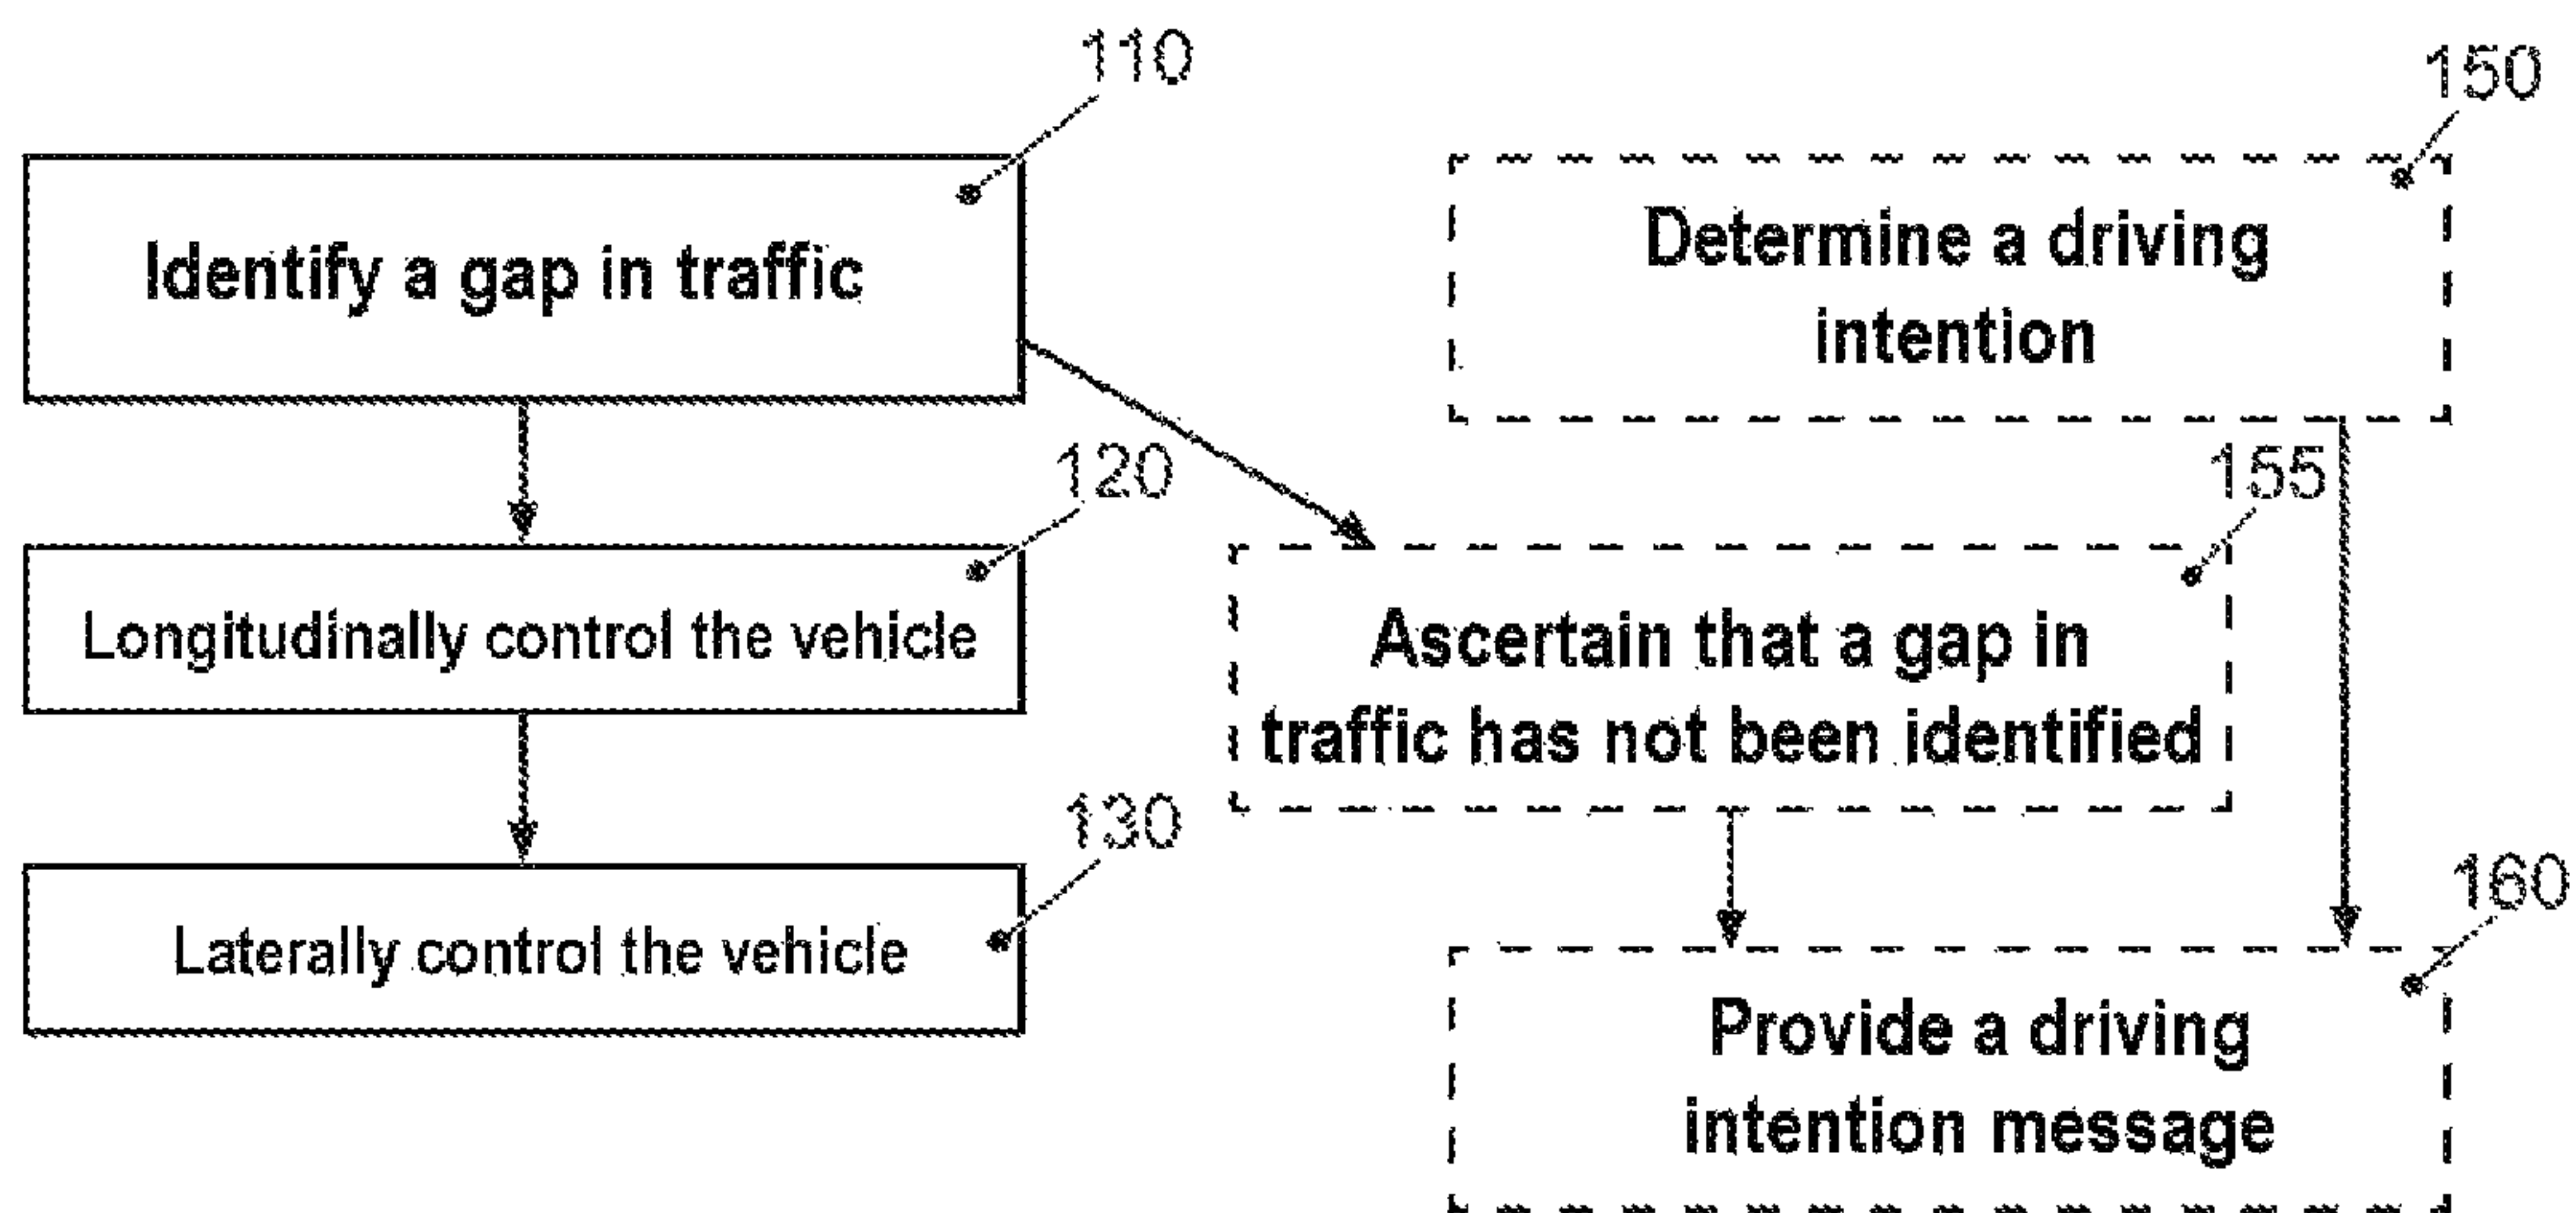 110
Identify a gap in traffic
120
Longitudinally control the vehicle
130
Laterally control the vehicle
150
Determine a driving
intention
155
Ascertain that a gap in
traffic has not been identified
160
Provide a driving
intention message